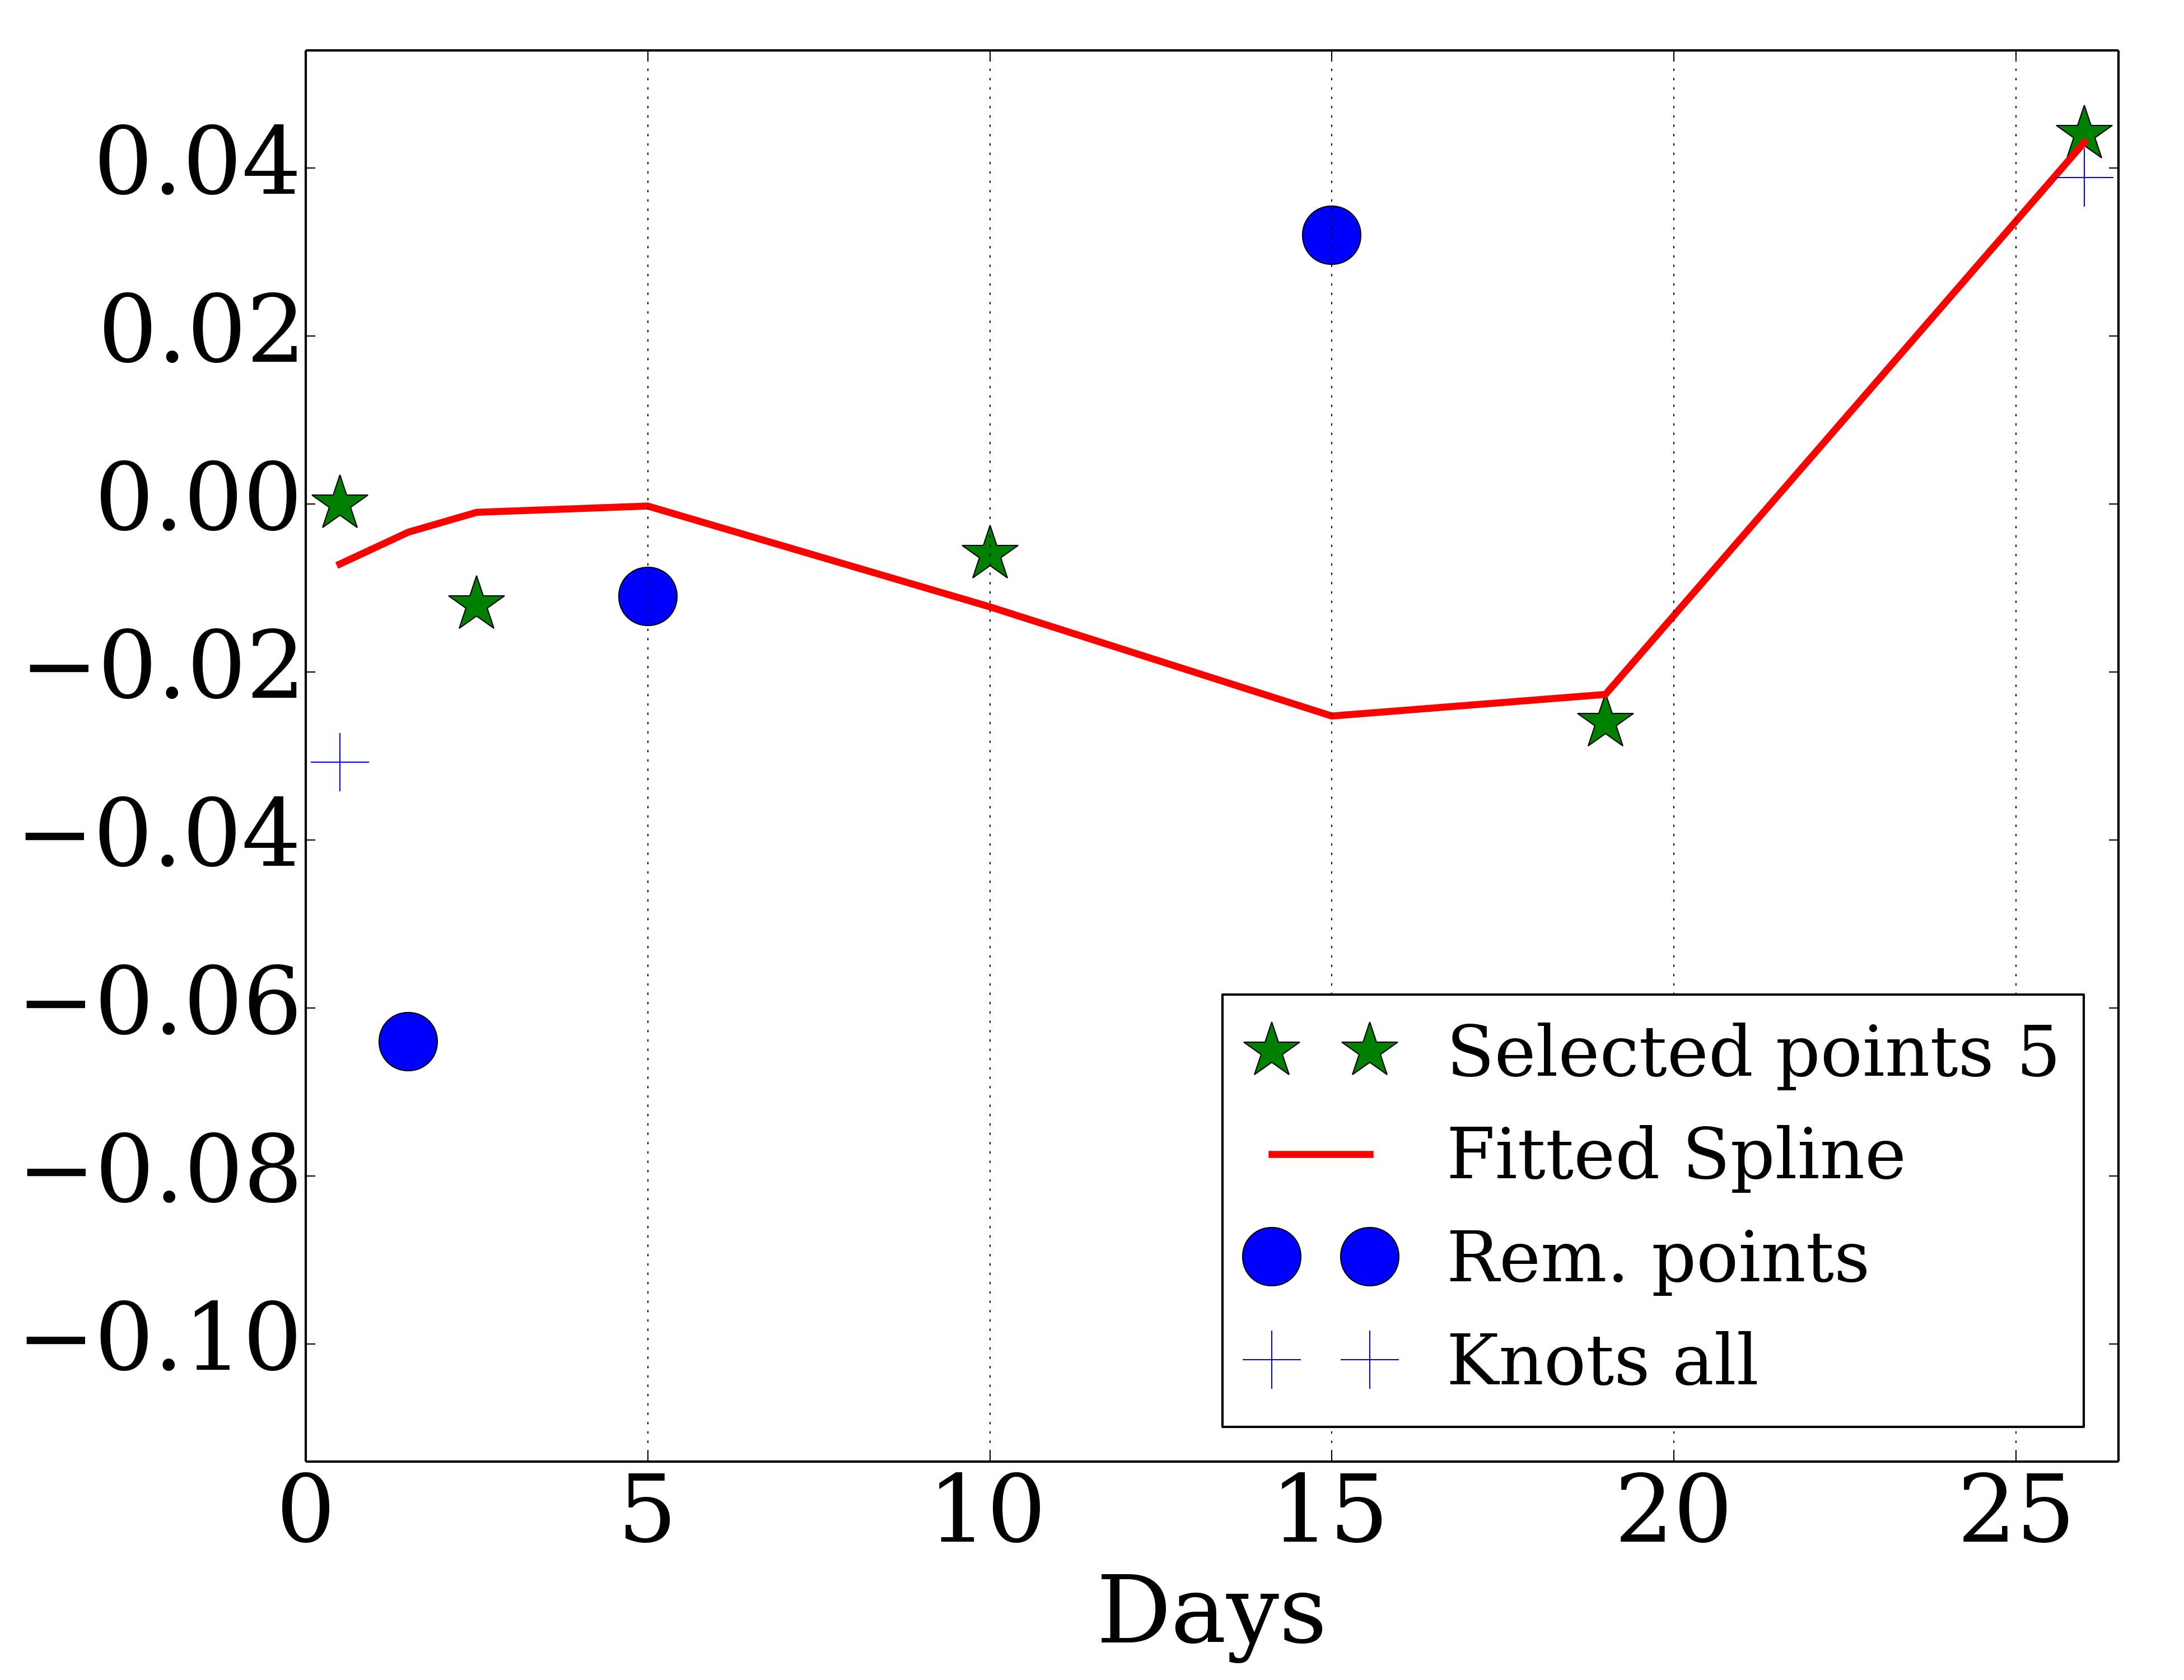 0.04
0.02
0.00
−0.02
−0.04
−0.06
−0.08
−0.10
Selected points 5
Fitted Spline
Rem. points
Knots all
0 5 10 15 20 25
Days